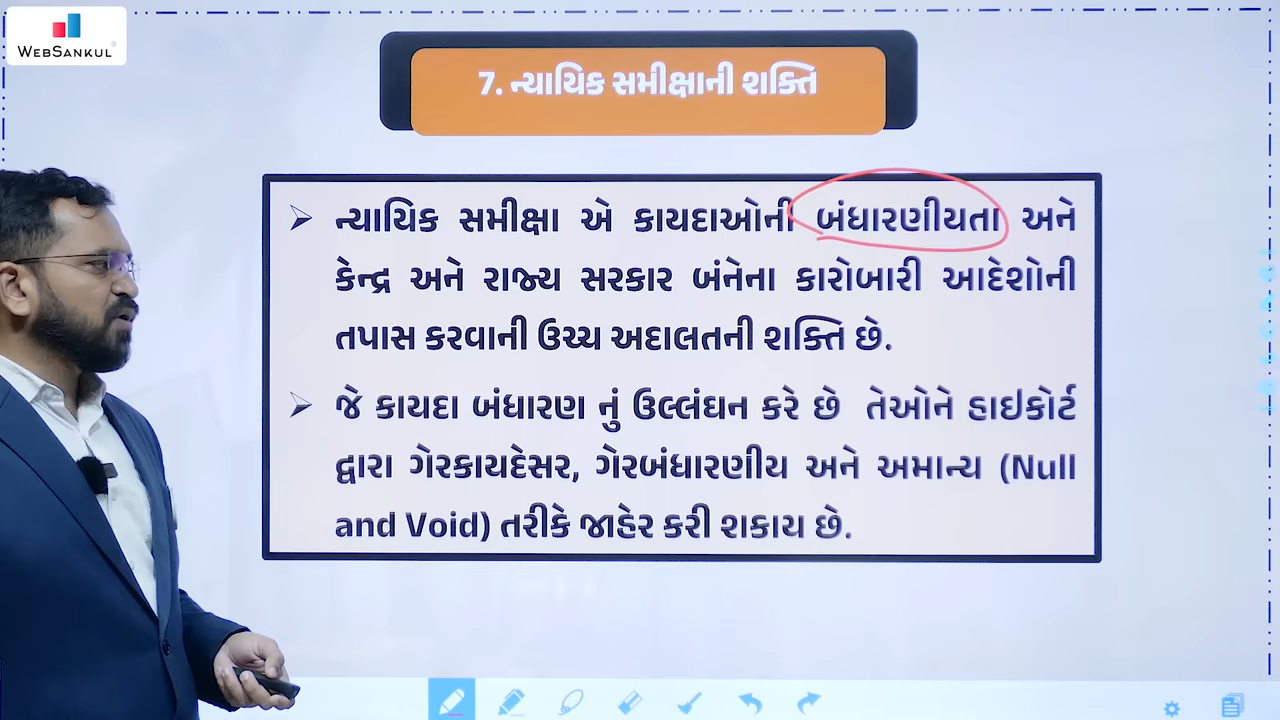 WEBSANKUL
7. ન્યાયિક સમીક્ષાની શક્તિ
ન્યાયિક સમીક્ષા એ કાયદાઓની બંધારણીયતા અને
કેન્દ્ર અને રાજ્ય સરકાર બંનેના કારોબારી આદેશોની
તપાસ કરવાની ઉચ્ચ અદાલતની શક્તિ છે.
જે કાયદા બંધારણ નું ઉલ્લંઘન કરે છે તેઓને હાઇકોર્ટ
દ્વારા ગેરકાયદેસર, ગેરબંધારણીય અને અમાન્ય (Null
and Void) તરીકે જાહેર કરી શકાય છે.